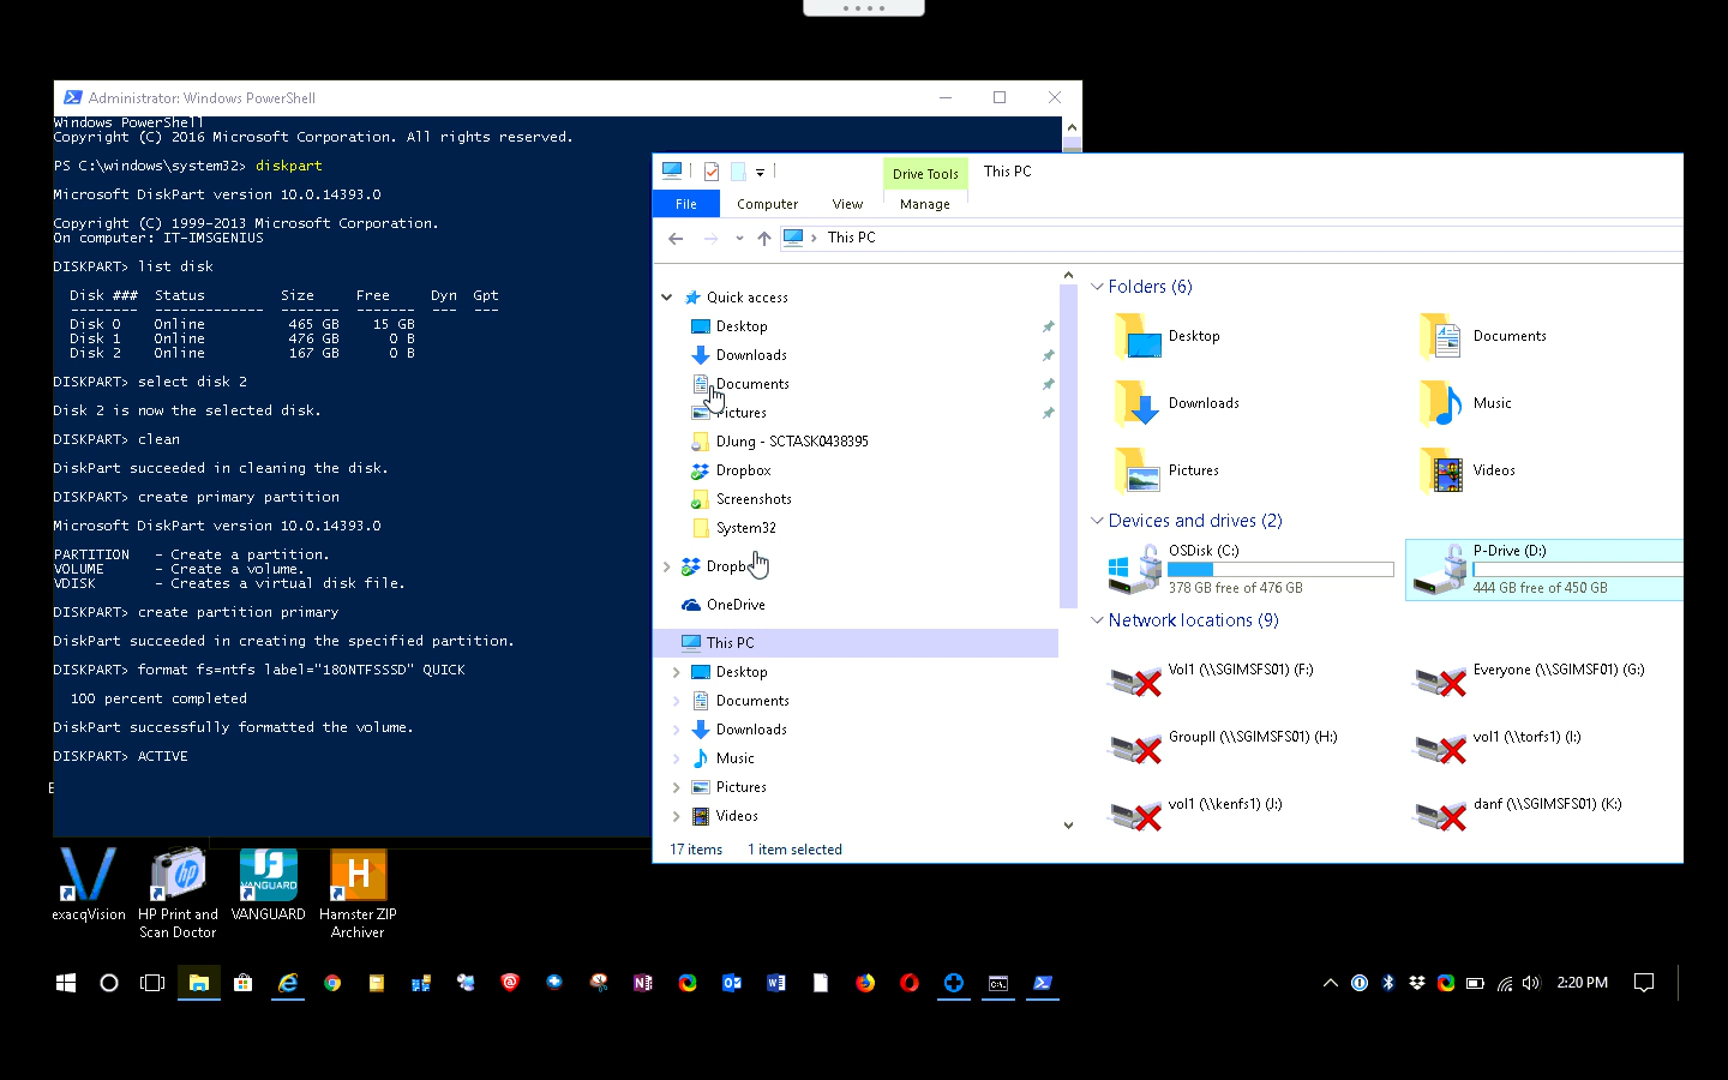 Administrator: Windows PowerShell
Windows PowerShell
Copyright (C) 2016 Microsoft Corporation. All rights reserved.
PS C:\windows\system32> diskpart
Microsoft DiskPart version 10.0.14393.0
Copyright (C) 1999-2013 Microsoft Corporation.
On computer: IT-IMSGENIUS
DISKPART> list disk
Disk ### Status Size Free Dyn Gpt
-------- ------------- ------- ------- --- ---
Disk 0 Online 465 GB 15 GB
Disk 1 Online 476 GB 0 B
Disk 2 Online 167 GB 0 B
DISKPART> select disk 2
Disk 2 is now the selected disk.
DISKPART> clean
DiskPart succeeded in cleaning the disk.
DISKPART> create primary partition
Microsoft DiskPart version 10.0.14393.0
PARTITION - Create a partition.
VOLUME - Create a volume.
VDISK - Creates a virtual disk file.
DISKPART> create partition primary
DiskPart succeeded in creating the specified partition.
DISKPART> format fs=ntfs label="180NTFSSSD" QUICK
100 percent completed
DiskPart successfully formatted the volume.
DISKPART> ACTIVE
Drive Tools This PC
File Computer View Manage
This PC
Quick access
Desktop
Downloads
Documents
Pictures
DJung - SCTASK0438395
Dropbox
Screenshots
System32
Dropbox
OneDrive
This PC
Desktop
Documents
Downloads
Music
Pictures
Videos
17 items 1 item selected
Folders (6)
Desktop Documents
Downloads Music
Pictures Videos
Devices and drives (2)
OSDisk (C:) P-Drive (D:)
378 GB free of 476 GB 444 GB free of 450 GB
Network locations (9)
Vol1 (\\SGIMSFS01) (F:) Everyone (\\SGIMSF01) (G:)
GroupII (\\SGIMSFS01) (H:) vol1 (\\torfs1) (I:)
vol1 (\\kenfs1) (J:) danf (\\SGIMSFS01) (K:)
VANGUARD
H
exacqVision HP Print and Scan Doctor VANGUARD Hamster ZIP Archiver
2:20 PM